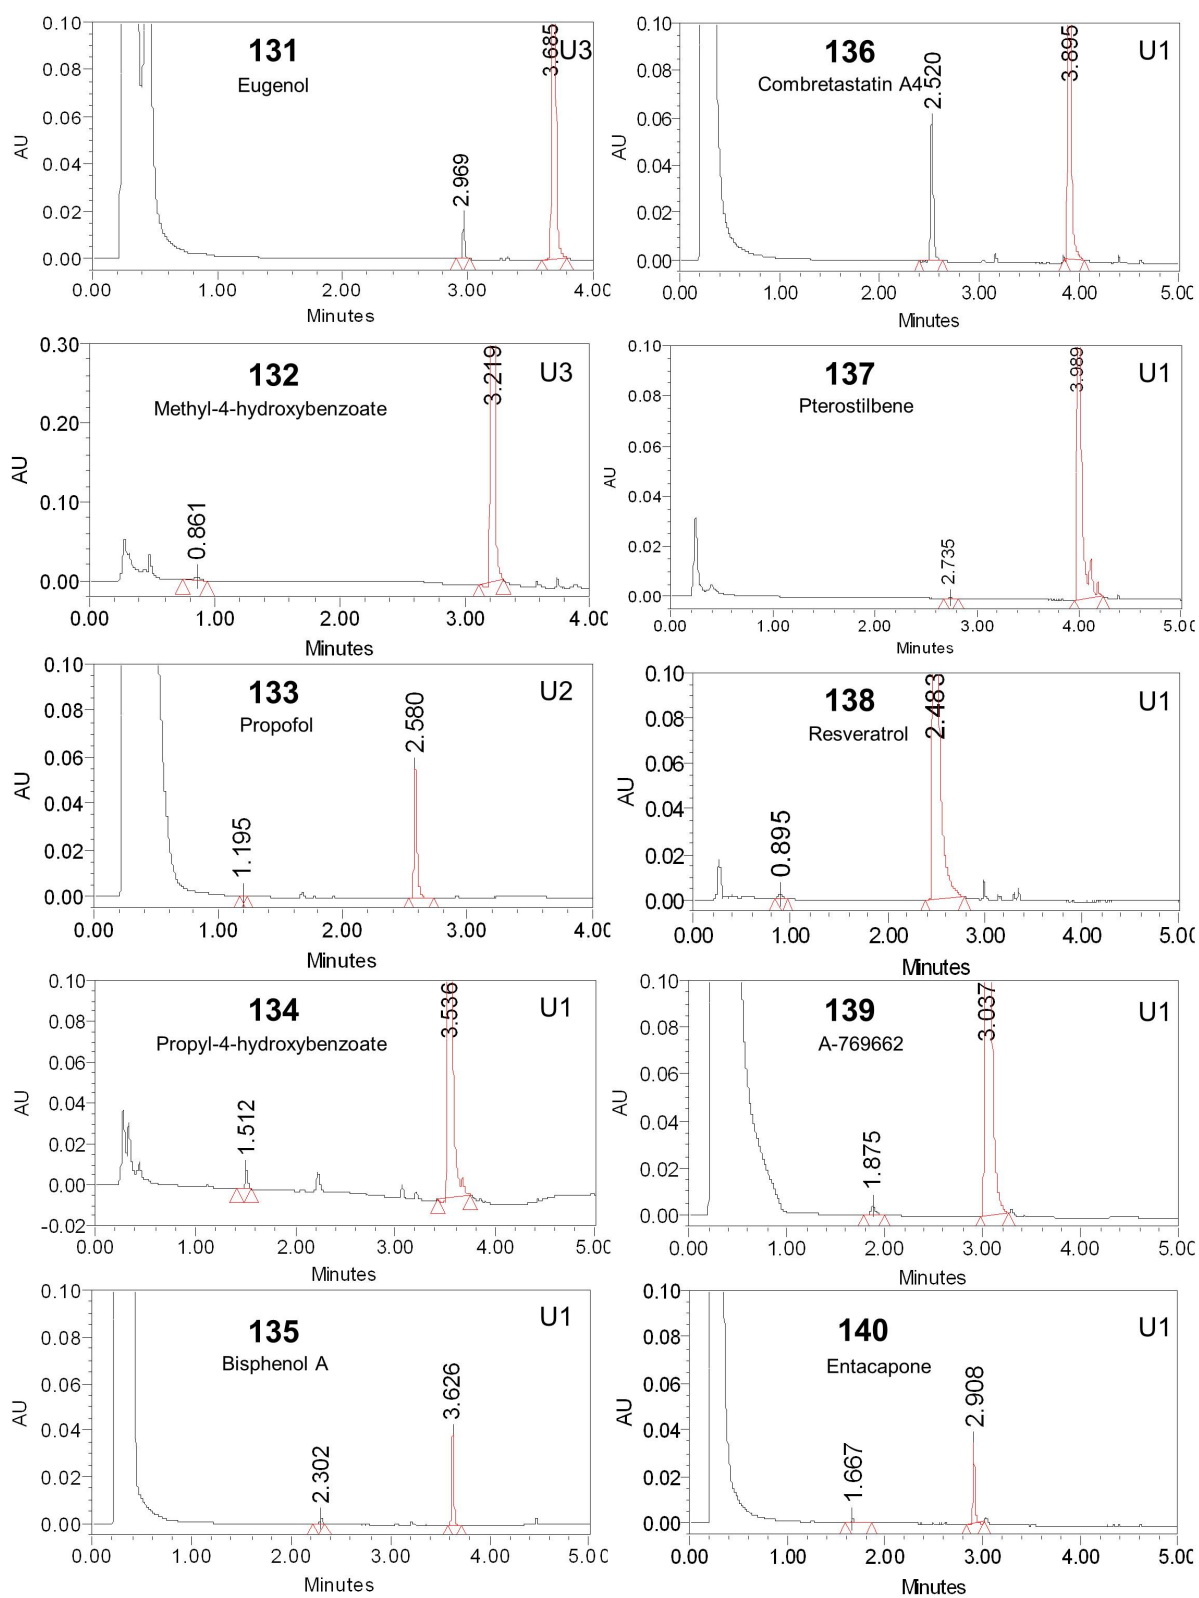 131
Eugenol
U3
3.685
2.969
0.10
0.08
0.06
0.04
0.02
0.00
AU
0.00 1.00 2.00 3.00 4.00
Minutes
136
Combretastatin A4
U1
2.520
3.895
0.10
0.08
0.06
0.04
0.02
0.00
AU
0.00 1.00 2.00 3.00 4.00 5.00
Minutes
132
Methyl-4-hydroxybenzoate
U3
0.861
3.219
0.30
0.20
0.10
0.00
AU
0.00 1.00 2.00 3.00 4.00
Minutes
137
Pterostilbene
U1
2.735
3.989
0.10
0.08
0.06
0.04
0.02
0.00
AU
0.00 1.00 2.00 3.00 4.00 5.00
Minutes
133
Propofol
U2
1.195
2.580
0.10
0.08
0.06
0.04
0.02
0.00
AU
0.00 1.00 2.00 3.00 4.00
Minutes
138
Resveratrol
U1
0.895
2.483
0.10
0.08
0.06
0.04
0.02
0.00
AU
0.00 1.00 2.00 3.00 4.00 5.00
Minutes
134
Propyl-4-hydroxybenzoate
U1
1.512
3.536
0.10
0.08
0.06
0.04
0.02
0.00
-0.02
AU
0.00 1.00 2.00 3.00 4.00 5.00
Minutes
139
A-769662
U1
1.875
3.037
0.10
0.08
0.06
0.04
0.02
0.00
AU
0.00 1.00 2.00 3.00 4.00 5.00
Minutes
135
Bisphenol A
U1
2.302
3.626
0.10
0.08
0.06
0.04
0.02
0.00
AU
0.00 1.00 2.00 3.00 4.00 5.00
Minutes
140
Entacapone
U1
1.667
2.908
0.10
0.08
0.06
0.04
0.02
0.00
AU
0.00 1.00 2.00 3.00 4.00 5.00
Minutes